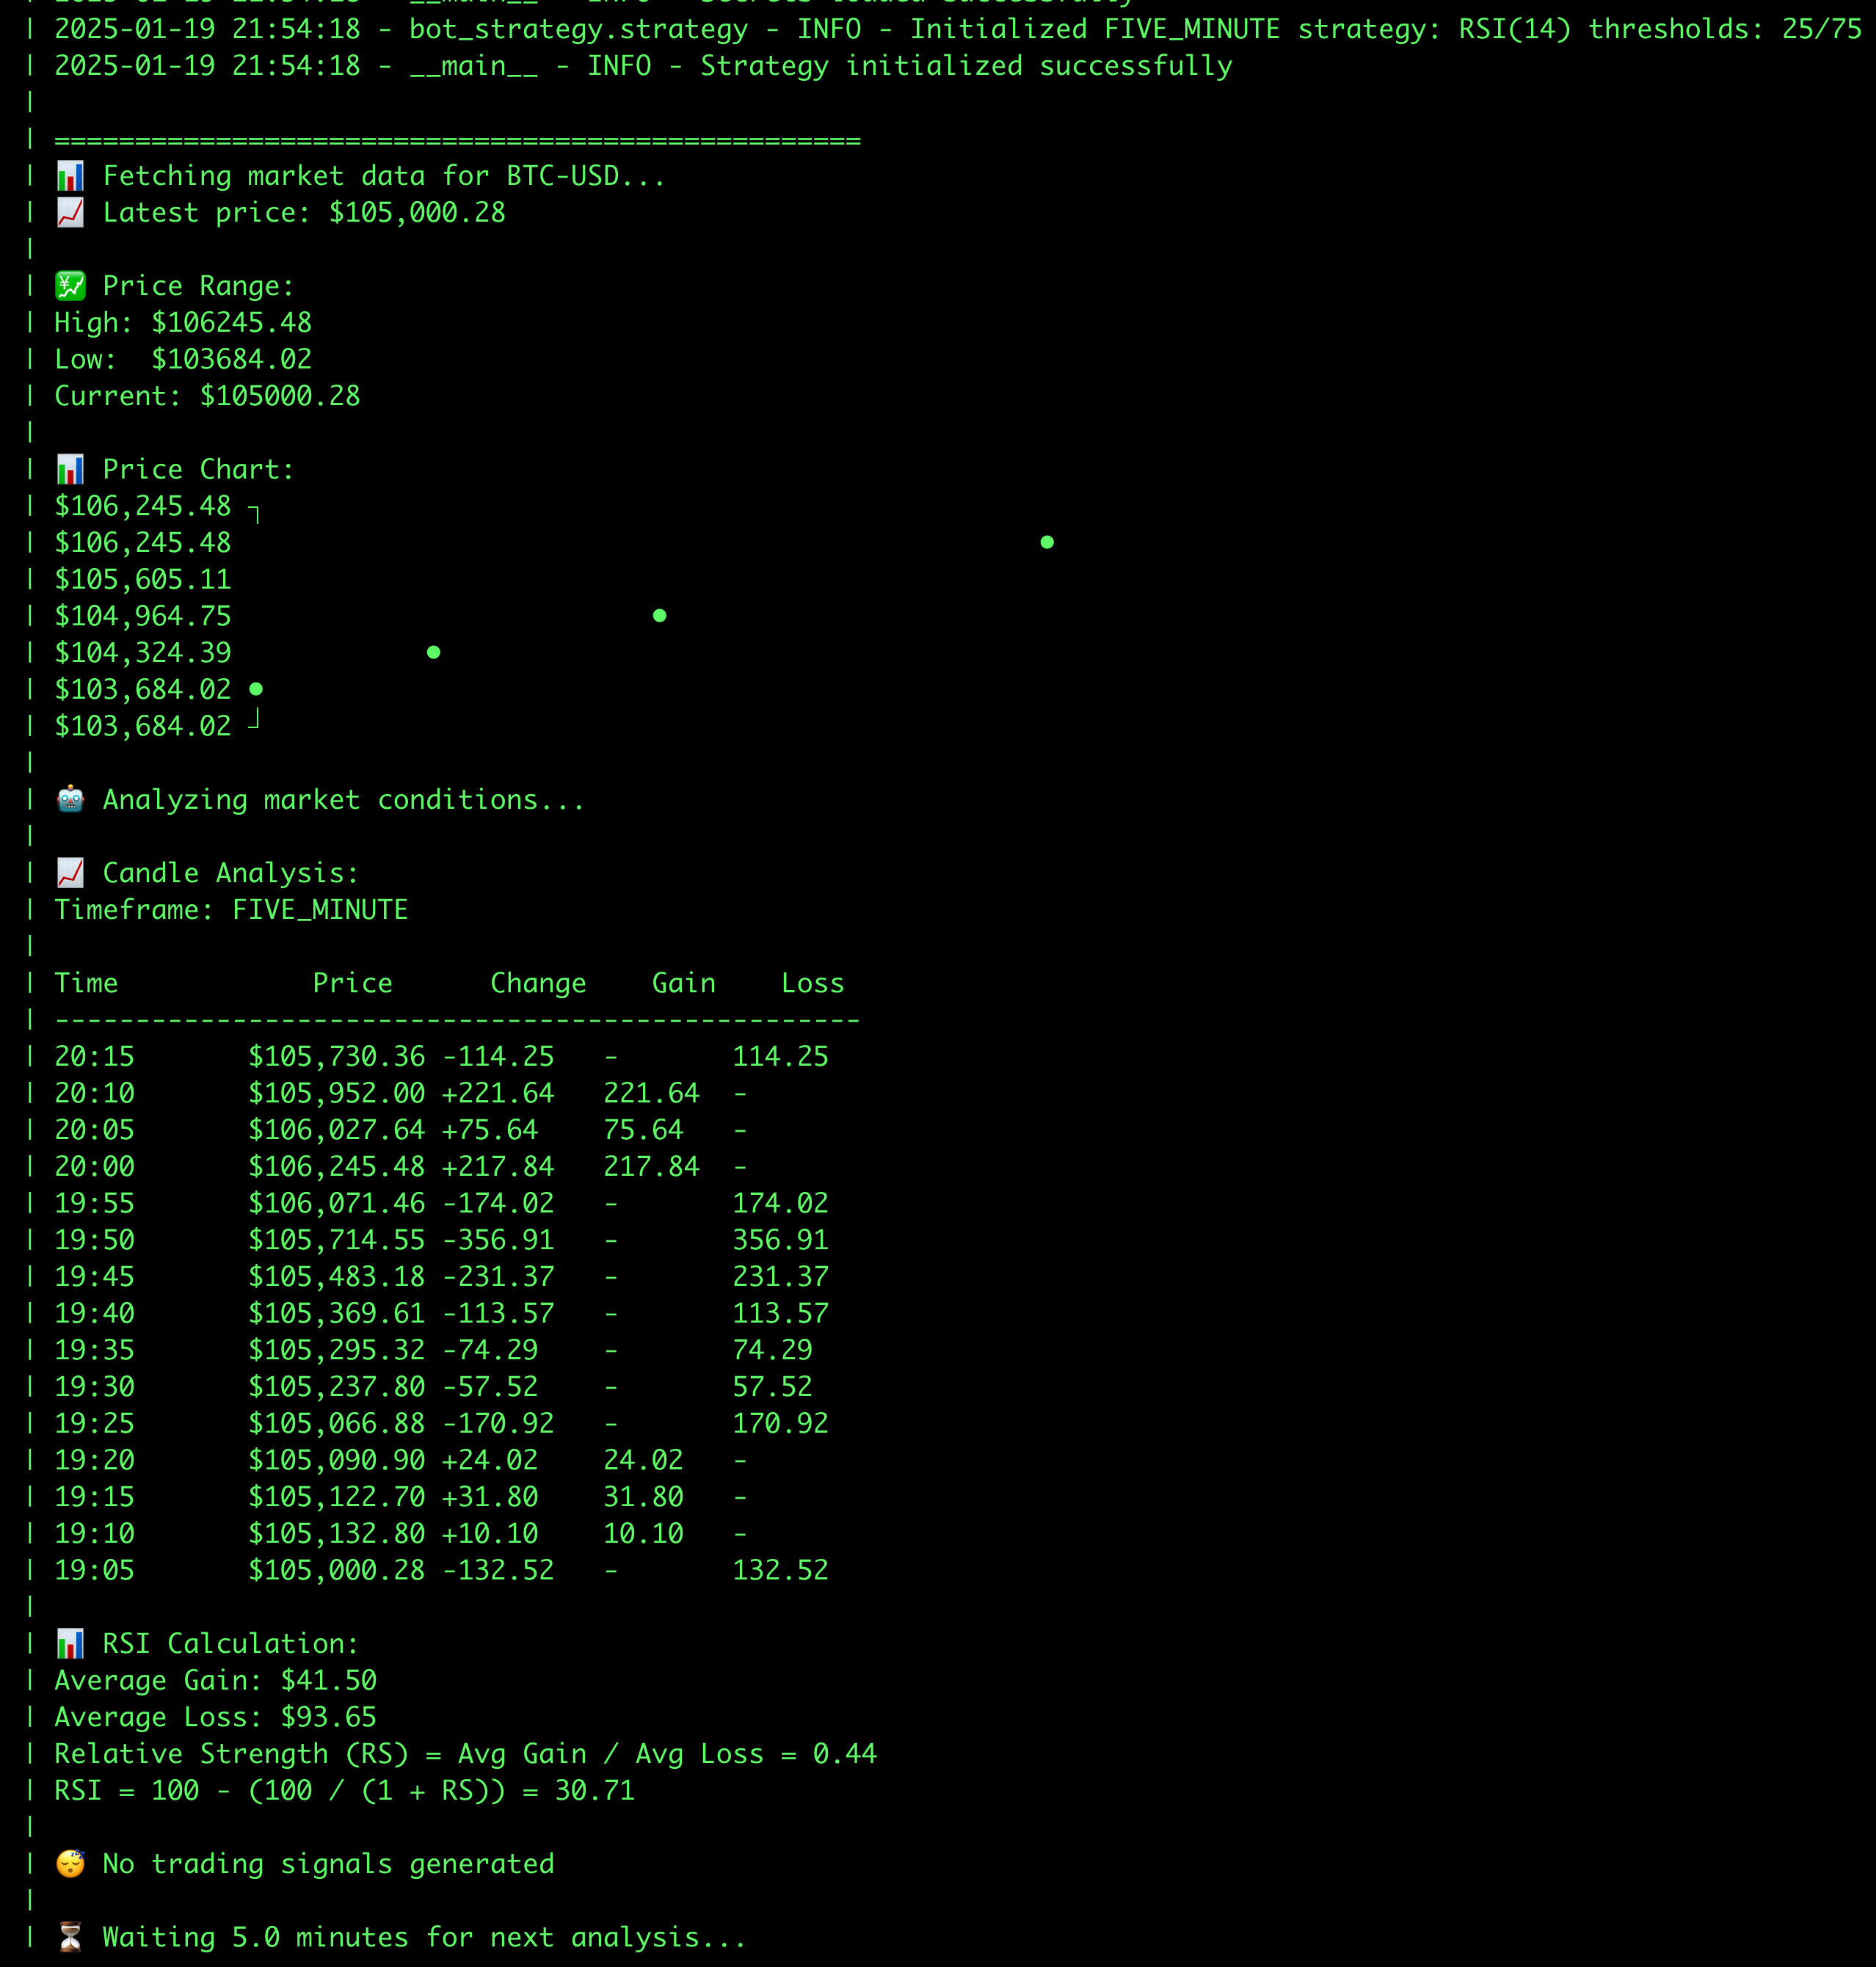 | 2025-01-19 21:54:18 - __main__ - INFO - Secrets loaded successfully
| 2025-01-19 21:54:18 - bot_strategy.strategy - INFO - Initialized FIVE_MINUTE strategy: RSI(14) thresholds: 25/75
| 2025-01-19 21:54:18 - __main__ - INFO - Strategy initialized successfully
|
| ==================================================
| 📊 Fetching market data for BTC-USD...
| 📈 Latest price: $105,000.28
|
| 💹 Price Range:
| High: $106245.48
| Low:  $103684.02
| Current: $105000.28
|
| 📊 Price Chart:
| $106,245.48 ┐
| $106,245.48                                                  ●
| $105,605.11
| $104,964.75                          ●
| $104,324.39            ●
| $103,684.02 ●
| $103,684.02 ┘
|
| 🤖 Analyzing market conditions...
|
| 📈 Candle Analysis:
| Timeframe: FIVE_MINUTE
|
| Time            Price      Change    Gain    Loss
| --------------------------------------------------
| 20:15       $105,730.36 -114.25   -       114.25
| 20:10       $105,952.00 +221.64   221.64  -
| 20:05       $106,027.64 +75.64    75.64   -
| 20:00       $106,245.48 +217.84   217.84  -
| 19:55       $106,071.46 -174.02   -       174.02
| 19:50       $105,714.55 -356.91   -       356.91
| 19:45       $105,483.18 -231.37   -       231.37
| 19:40       $105,369.61 -113.57   -       113.57
| 19:35       $105,295.32 -74.29    -       74.29
| 19:30       $105,237.80 -57.52    -       57.52
| 19:25       $105,066.88 -170.92   -       170.92
| 19:20       $105,090.90 +24.02    24.02   -
| 19:15       $105,122.70 +31.80    31.80   -
| 19:10       $105,132.80 +10.10    10.10   -
| 19:05       $105,000.28 -132.52   -       132.52
|
| 📊 RSI Calculation:
| Average Gain: $41.50
| Average Loss: $93.65
| Relative Strength (RS) = Avg Gain / Avg Loss = 0.44
| RSI = 100 - (100 / (1 + RS)) = 30.71
|
| 😴 No trading signals generated
|
| ⏳ Waiting 5.0 minutes for next analysis...